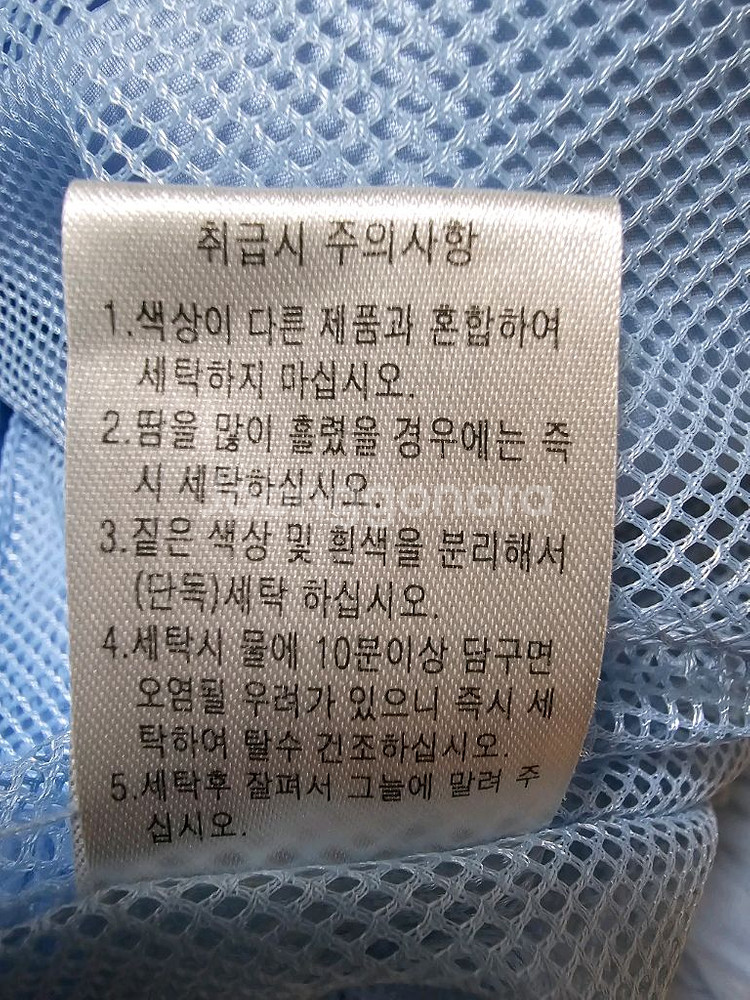 취급시 주의사항
1.색상이 다른 제품과 혼합하여
세탁하지 마십시오.
2.땀을 많이 흘렸을 경우에는 즉
시 세탁하십시오.
3.짙은 색상 및 흰색을 분리해서
(단독)세탁 하십시오.
4.세탁시 물에 10분이상 담구면
오염될 우려가 있으니 즉시 세
탁하여 탈수 건조하십시오.
5.세탁후 잘펴서 그늘에 말려 주
십시오.